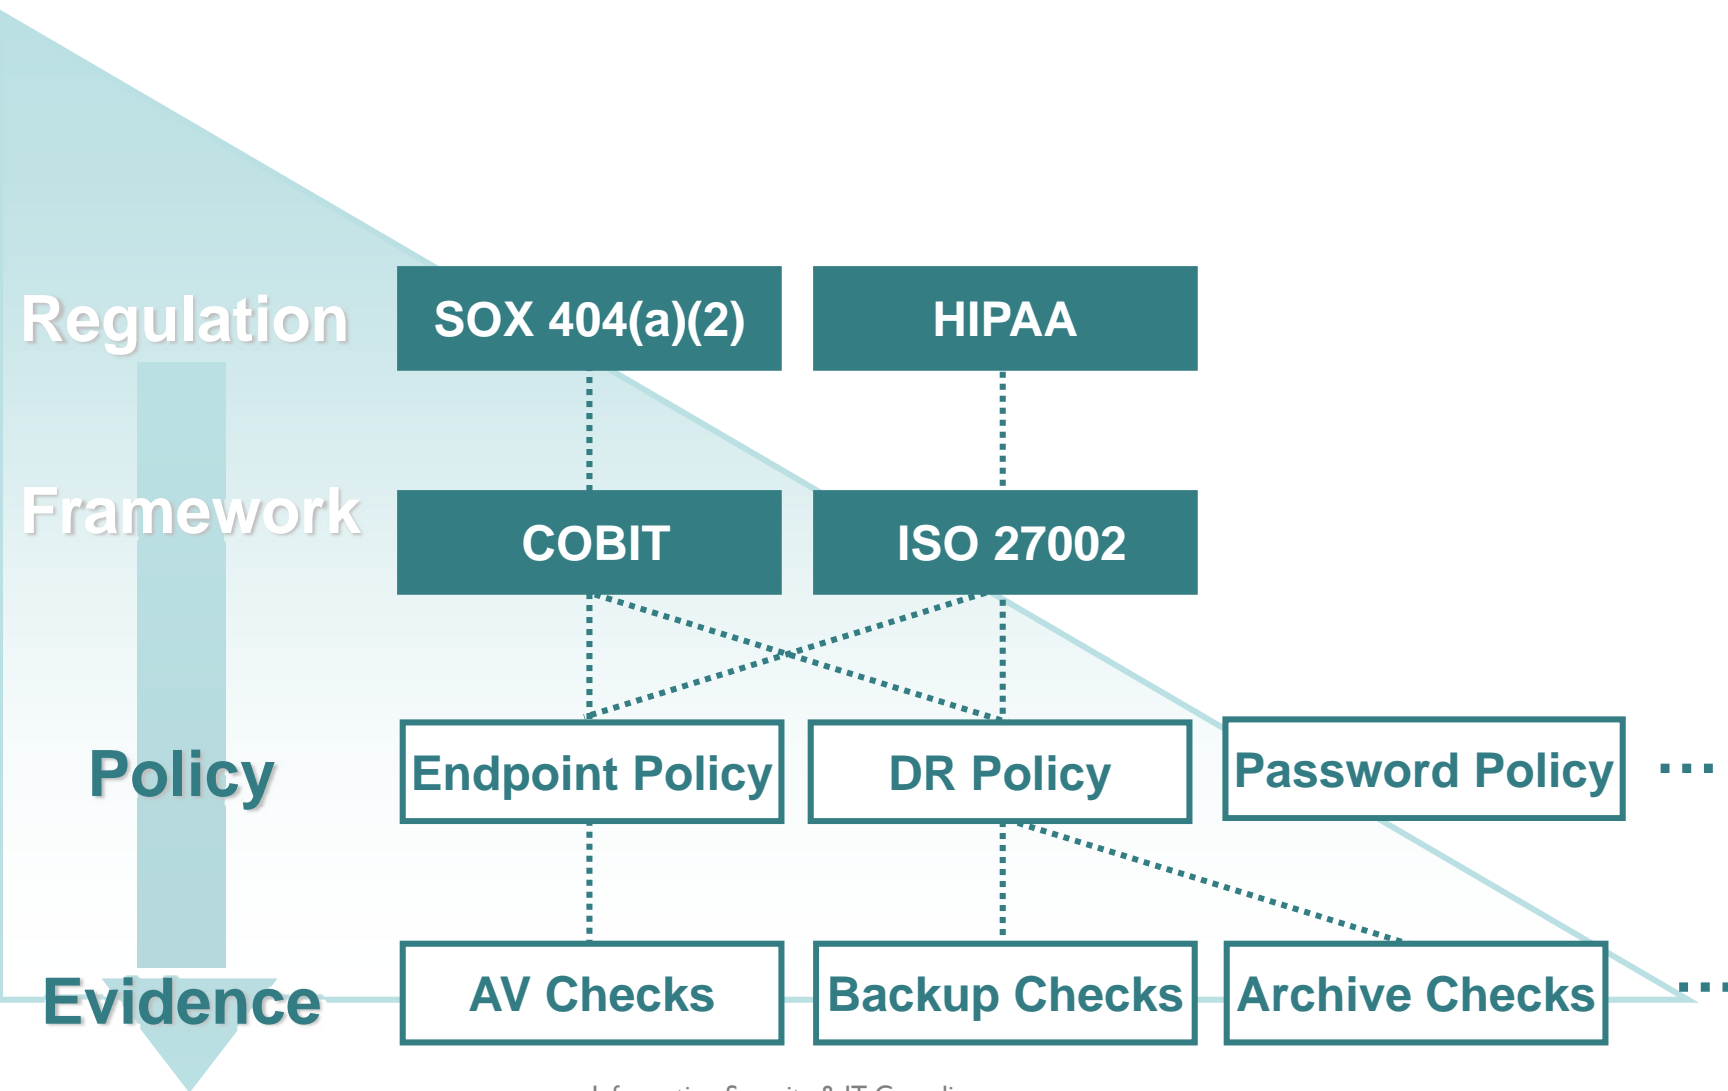 Regulation
SOX 404(a)(2)
HIPAA
Framework
COBIT
ISO 27002
Policy
Endpoint Policy
DR Policy
Password Policy
...
Evidence
AV Checks
Backup Checks
Archive Checks
...